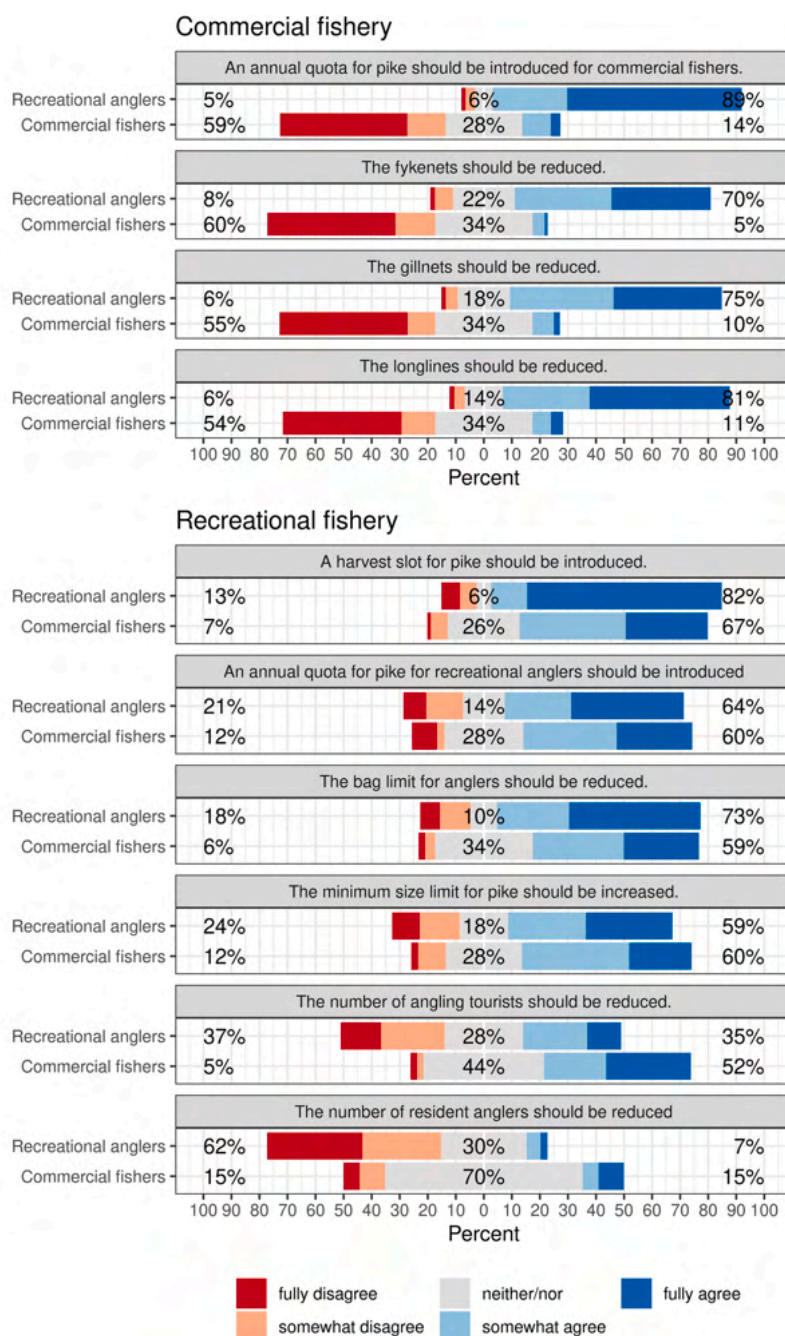 Commercial fishery
An annual quota for pike should be introduced for commercial fishers.
Recreational anglers 5% 6% 89%
Commercial fishers 59% 28% 14%
The fykenets should be reduced.
Recreational anglers 8% 22% 70%
Commercial fishers 60% 34% 5%
The gillnets should be reduced.
Recreational anglers 6% 18% 75%
Commercial fishers 55% 34% 10%
The longlines should be reduced.
Recreational anglers 6% 14% 81%
Commercial fishers 54% 34% 11%
100 90 80 70 60 50 40 30 20 10 0 10 20 30 40 50 60 70 80 90 100
Percent
Recreational fishery
A harvest slot for pike should be introduced.
Recreational anglers 13% 6% 82%
Commercial fishers 7% 26% 67%
An annual quota for pike for recreational anglers should be introduced
Recreational anglers 21% 14% 64%
Commercial fishers 12% 28% 60%
The bag limit for anglers should be reduced.
Recreational anglers 18% 10% 73%
Commercial fishers 6% 34% 59%
The minimum size limit for pike should be increased.
Recreational anglers 24% 18% 59%
Commercial fishers 12% 28% 60%
The number of angling tourists should be reduced.
Recreational anglers 37% 28% 35%
Commercial fishers 5% 44% 52%
The number of resident anglers should be reduced
Recreational anglers 62% 30% 7%
Commercial fishers 15% 70% 15%
100 90 80 70 60 50 40 30 20 10 0 10 20 30 40 50 60 70 80 90 100
Percent
fully disagree neither/nor fully agree
somewhat disagree somewhat agree